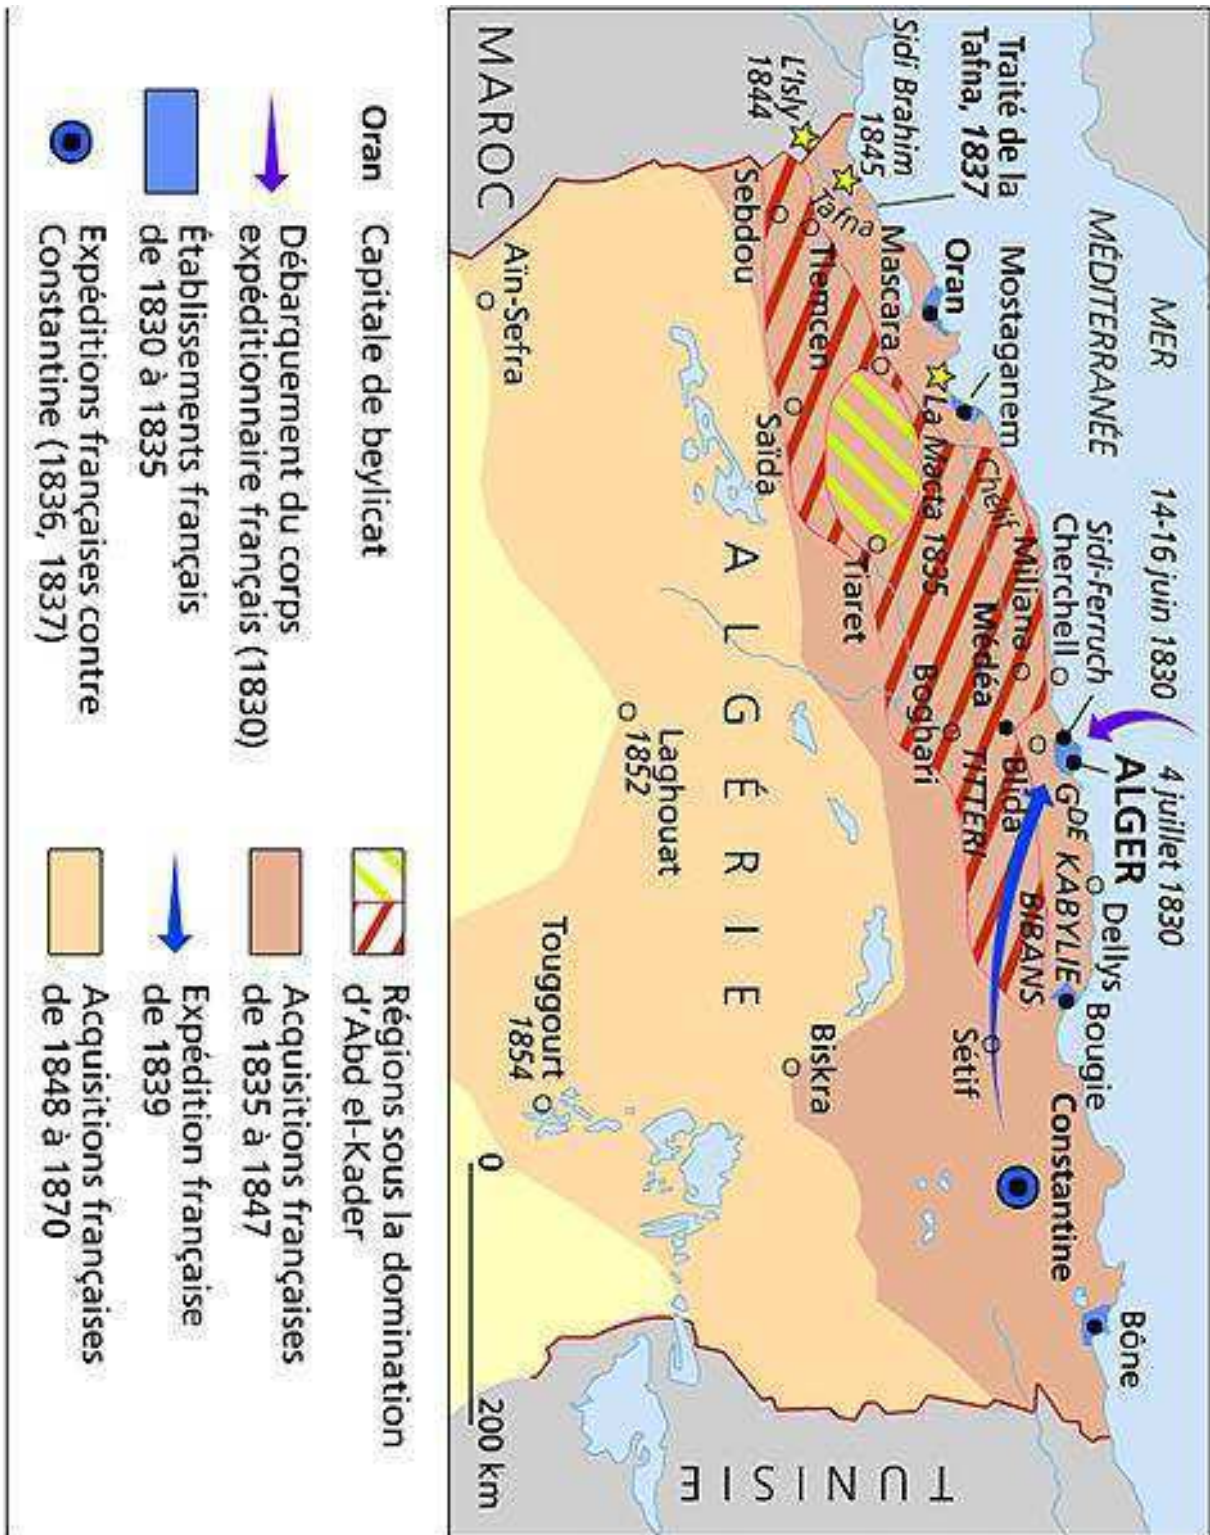 MER
MÉDITERRANÉE
14-16 juin 1830
4 juillet 1830
Sidi-Ferruch
Cherchell
ALGER
Dellys
Bougie
Constantine
Bône
Gᴰᴱ KABYLIE
BIBANS
Sétif
Traité de la
Tafna, 1837
Sidi Brahim
1845
L'Isly
1844
Oran
Mostaganem
La Macta 1835
Chélif
Miliana
Médéa
Blida
TITTERI
Boghari
Tafna
Mascara
Tlemcen
Sebdou
Saïda
Tiaret
Biskra
ALGÉRIE
Laghouat
1852
Touggourt
1854
Aïn-Sefra
MAROC
TUNISIE
0
200 km
Oran
Capitale de beylicat
Débarquement du corps
expéditionnaire français (1830)
Établissements français
de 1830 à 1835
Expéditions françaises contre
Constantine (1836, 1837)
Régions sous la domination
d'Abd el-Kader
Acquisitions françaises
de 1835 à 1847
Expédition française
de 1839
Acquisitions françaises
de 1848 à 1870